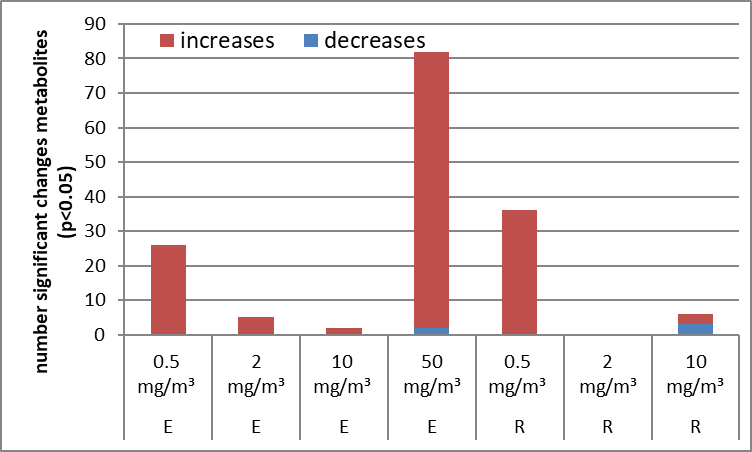 number significant changes metabolites
(p<0.05)
90
80
70
60
50
40
30
20
10
0
increases decreases
0.5 2 10 50 0.5 2 10
mg/m³ mg/m³ mg/m³ mg/m³ mg/m³ mg/m³ mg/m³
E E E E R R R